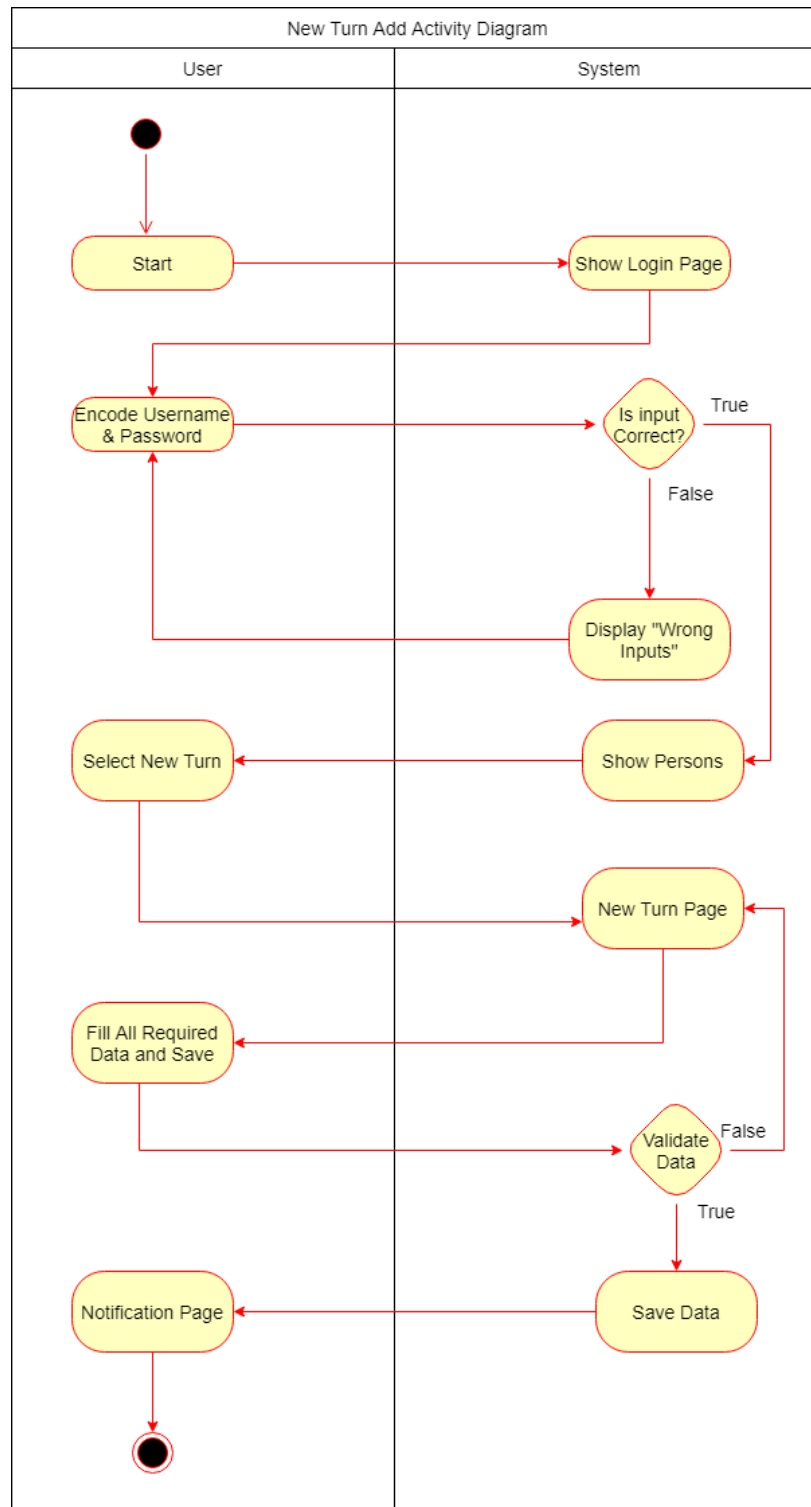 New Turn Add Activity Diagram
User
System
Start
Show Login Page
Encode Username
& Password
Is input
Correct?
True
False
Display "Wrong
Inputs"
Select New Turn
Show Persons
New Turn Page
Fill All Required
Data and Save
Validate
Data
False
True
Notification Page
Save Data